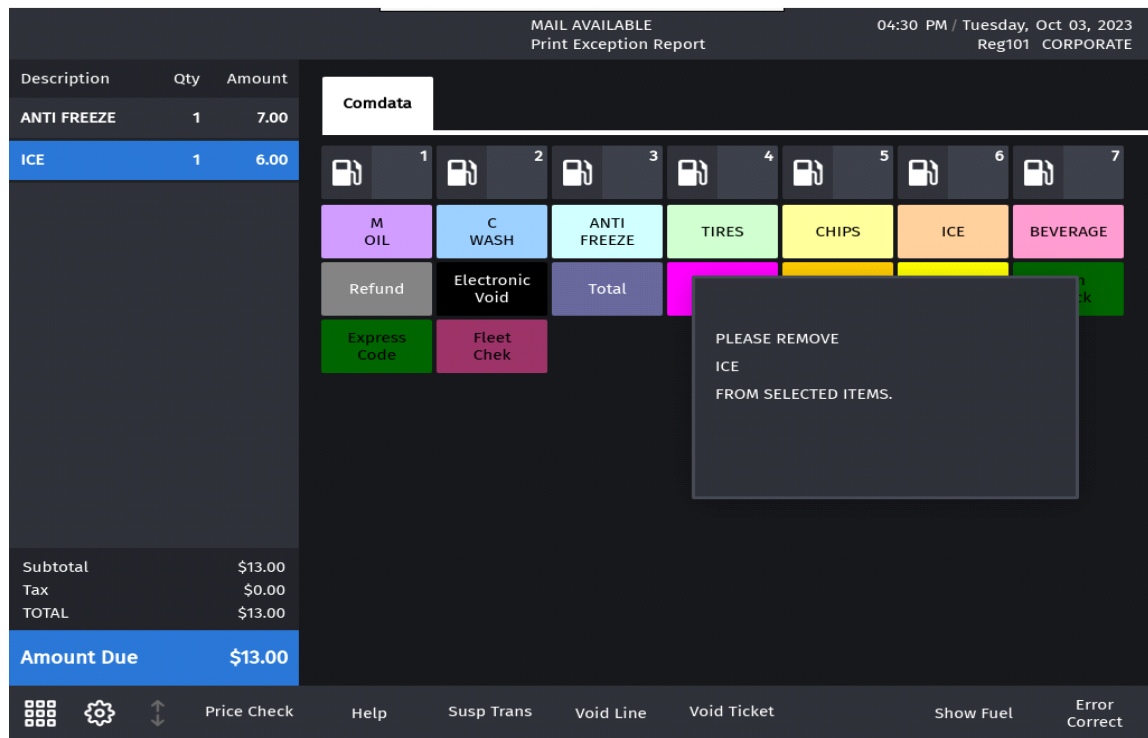 MAIL AVAILABLE
Print Exception Report
04:30 PM / Tuesday, Oct 03, 2023
Reg101 CORPORATE
Description Qty Amount
ANTI FREEZE 1 7.00
ICE 1 6.00
Comdata
1 2 3 4 5 6 7
M
OIL
C
WASH
ANTI
FREEZE
TIRES
CHIPS
ICE
BEVERAGE
Refund
Electronic
Void
Total
Express
Code
Fleet
Chek
PLEASE REMOVE
ICE
FROM SELECTED ITEMS.
Subtotal $13.00
Tax $0.00
TOTAL $13.00
Amount Due $13.00
Price Check Help Susp Trans Void Line Void Ticket Show Fuel
Error
Correct